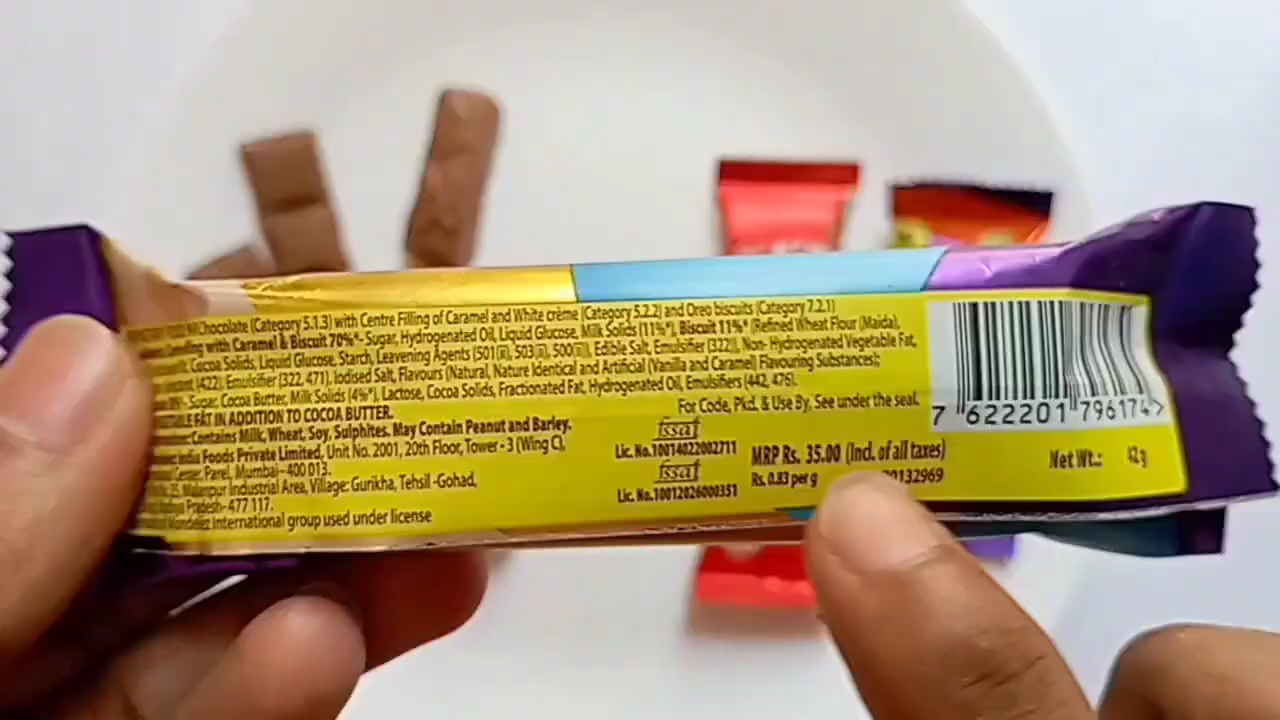 Chocolate (Category 5.1.3) with Centre Filling of Caramel and White crème (Category 5.2.2) and Oreo biscuits (Category 7.2.1)
with Caramel & Biscuit 70%*- Sugar, Hydrogenated Oil, Liquid Glucose, Milk Solids (11%*), Biscuit 11%* (Refined Wheat Flour (Maida),
Cocoa Solids, Liquid Glucose, Starch, Leavening Agents (501(ii), 503(ii), 500(ii)), Edible Salt, Emulsifier (322)), Non-Hydrogenated Vegetable Fat,
(422), Emulsifier (322, 471), Iodised Salt, Flavours (Natural, Nature Identical and Artificial (Vanilla and Caramel) Flavouring Substances);
Sugar, Cocoa Butter, Milk Solids (4%*), Lactose, Cocoa Solids, Fractionated Fat, Hydrogenated Oil, Emulsifiers (442, 476).
FAT IN ADDITION TO COCOA BUTTER.
For Code, Pkd. & Use By, See under the seal.
Contains Milk, Wheat, Soy, Sulphites. May Contain Peanut and Barley.
India Foods Private Limited, Unit No. 2001, 20th Floor, Tower-3 (Wing C),
Parel, Mumbai-400 013.
Malanpur Industrial Area, Village: Gurikha, Tehsil-Gohad,
Pradesh-477 117.
Mondelez International group used under license
fssai
Lic. No.10014022002711
fssai
Lic. No.10012026000351
MRP Rs. 35.00 (Incl. of all taxes)
Rs. 0.83 per g
0132969
7 622201 796174 >
Net Wt.: 42 g